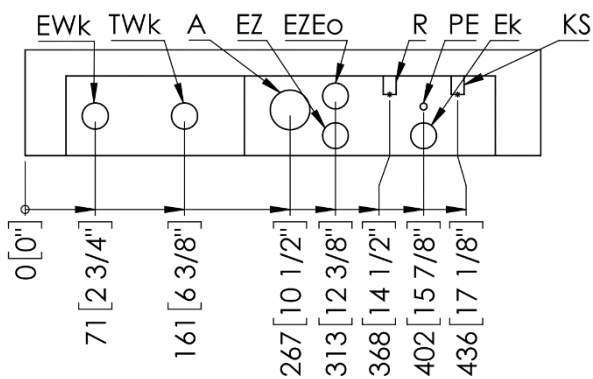 EWk TWk A EZ EZEo R PE Ek KS
0 [0"]
71 [2 3/4"]
161 [6 3/8"]
267 [10 1/2"]
313 [12 3/8"]
368 [14 1/2"]
402 [15 7/8"]
436 [17 1/8"]